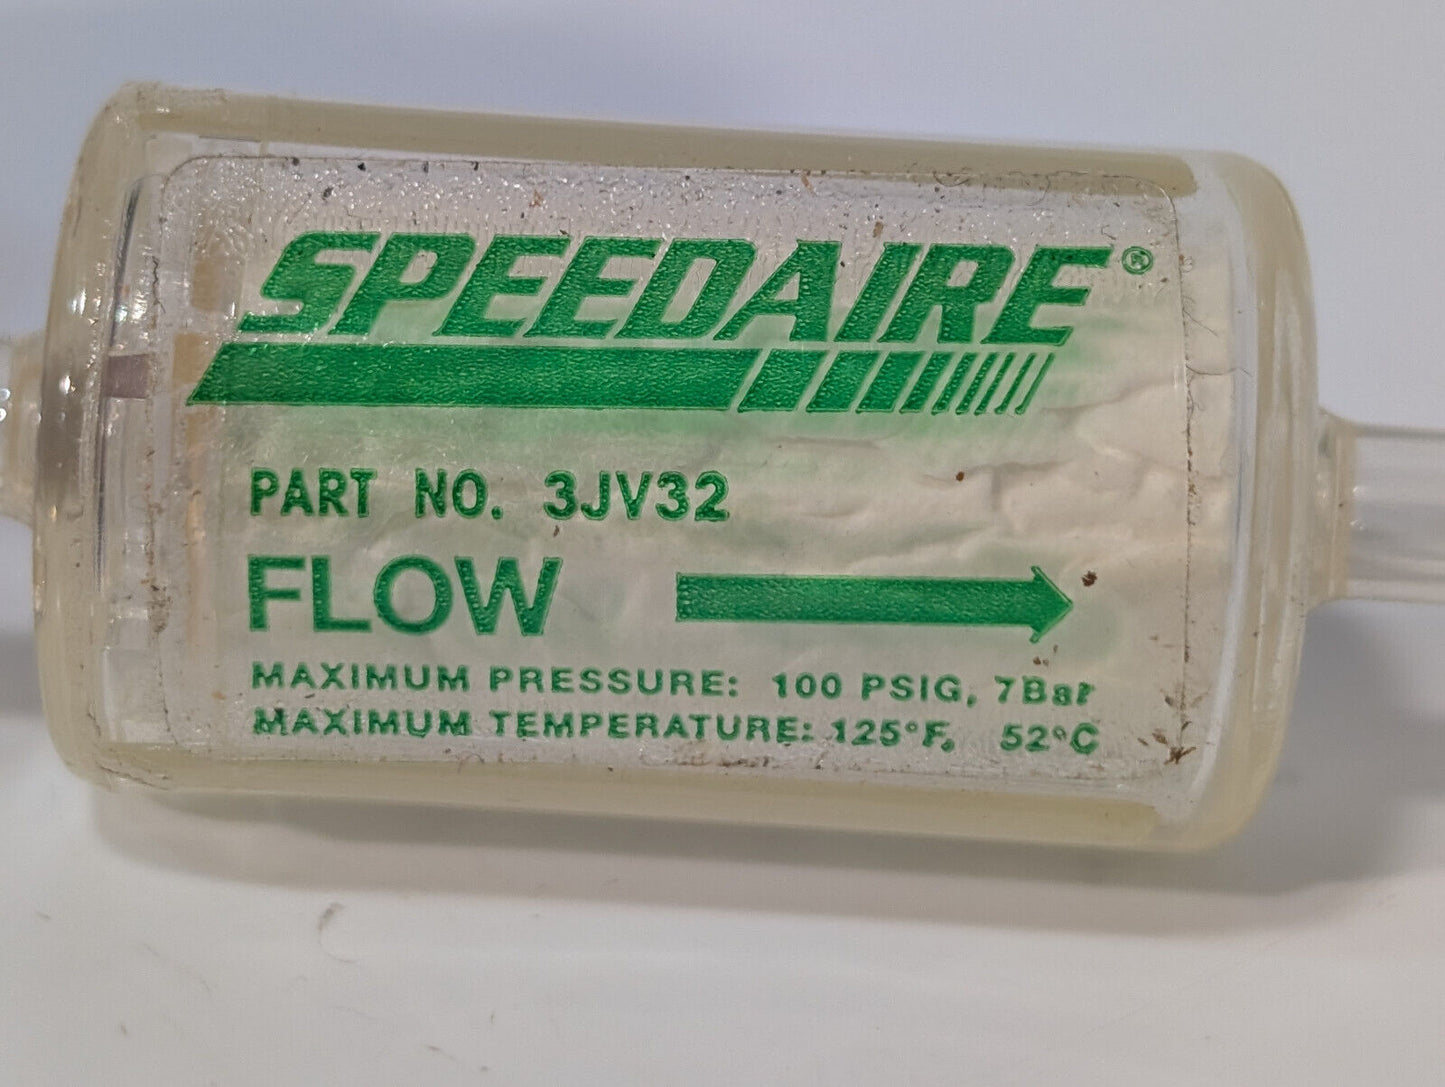 SPEEDAIRE®
PART NO. 3JV32
FLOW
MAXIMUM PRESSURE: 100 PSIG, 7Bar
MAXIMUM TEMPERATURE: 125°F, 52°C